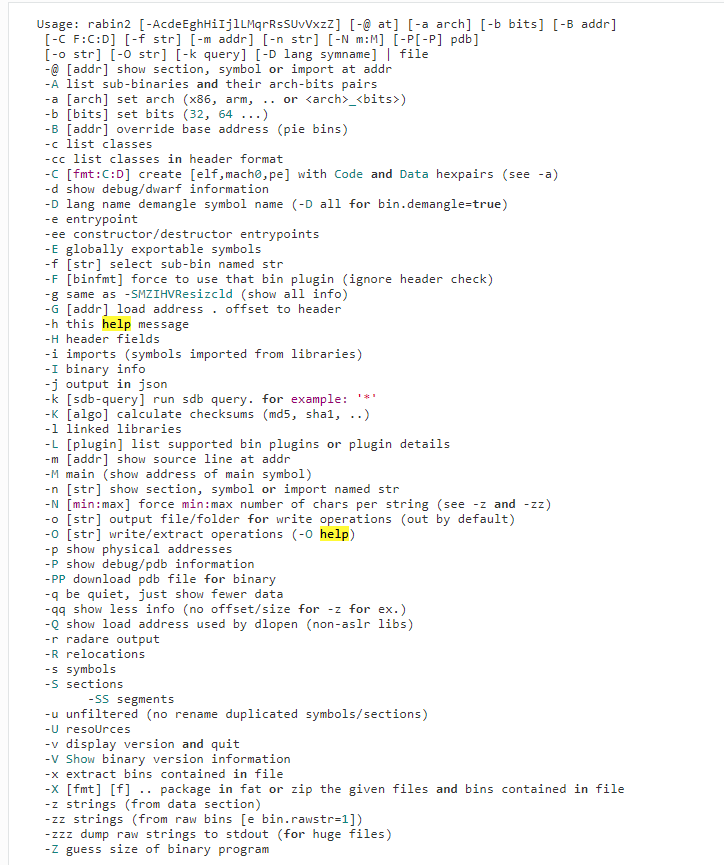 Usage: rabin2 [-AcdeEghHiIjlLMqrRsSUvVxzZ] [-@ at] [-a arch] [-b bits] [-B addr]
[-C F:C:D] [-f str] [-m addr] [-n str] [-N m:M] [-P[-P] pdb]
[-o str] [-O str] [-k query] [-D lang symname] | file
-@ [addr] show section, symbol or import at addr
-A list sub-binaries and their arch-bits pairs
-a [arch] set arch (x86, arm, .. or <arch>_<bits>)
-b [bits] set bits (32, 64 ...)
-B [addr] override base address (pie bins)
-c list classes
-cc list classes in header format
-C [fmt:C:D] create [elf,mach0,pe] with Code and Data hexpairs (see -a)
-d show debug/dwarf information
-D lang name demangle symbol name (-D all for bin.demangle=true)
-e entrypoint
-ee constructor/destructor entrypoints
-E globally exportable symbols
-f [str] select sub-bin named str
-F [binfmt] force to use that bin plugin (ignore header check)
-g same as -SMZIHVResizcld (show all info)
-G [addr] load address . offset to header
-h this help message
-H header fields
-i imports (symbols imported from libraries)
-I binary info
-j output in json
-k [sdb-query] run sdb query. for example: '*'
-K [algo] calculate checksums (md5, sha1, ..)
-l linked libraries
-L [plugin] list supported bin plugins or plugin details
-m [addr] show source line at addr
-M main (show address of main symbol)
-n [str] show section, symbol or import named str
-N [min:max] force min:max number of chars per string (see -z and -zz)
-o [str] output file/folder for write operations (out by default)
-O [str] write/extract operations (-O help)
-p show physical addresses
-P show debug/pdb information
-PP download pdb file for binary
-q be quiet, just show fewer data
-qq show less info (no offset/size for -z for ex.)
-Q show load address used by dlopen (non-aslr libs)
-r radare output
-R relocations
-s symbols
-S sections
-SS segments
-u unfiltered (no rename duplicated symbols/sections)
-U resoUrces
-v display version and quit
-V Show binary version information
-x extract bins contained in file
-X [fmt] [f] .. package in fat or zip the given files and bins contained in file
-z strings (from data section)
-zz strings (from raw bins [e bin.rawstr=1])
-zzz dump raw strings to stdout (for huge files)
-Z guess size of binary program